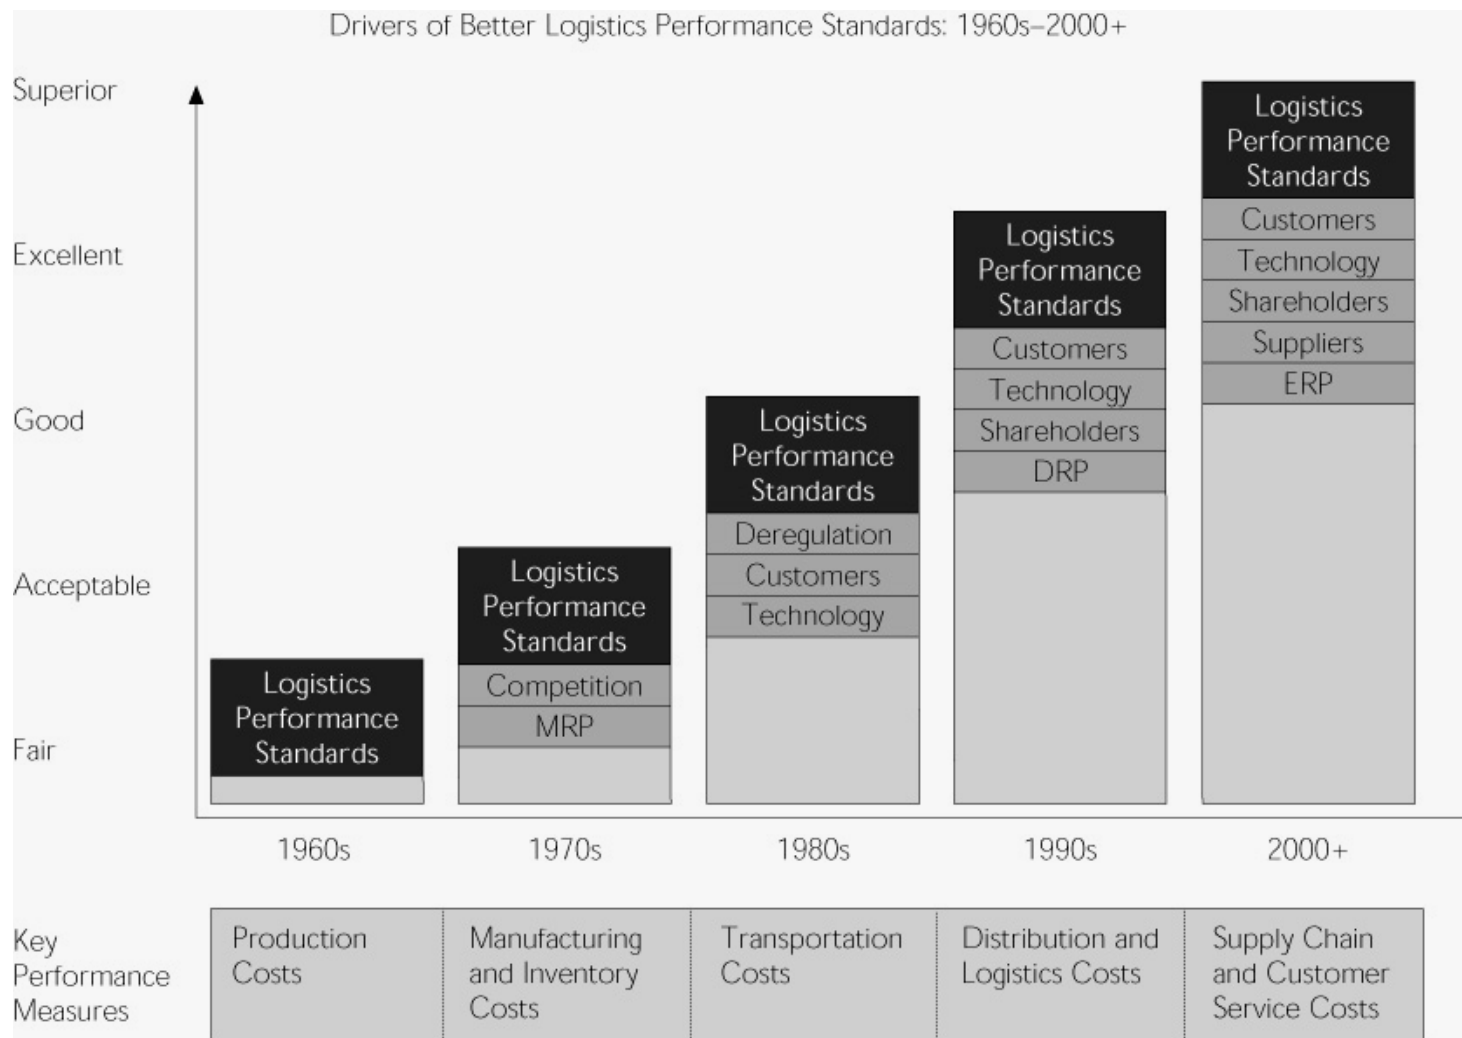 Drivers of Better Logistics Performance Standards: 1960s–2000+
Superior
Excellent
Good
Acceptable
Fair
Logistics
Performance
Standards
Logistics
Performance
Standards
Competition
MRP
Logistics
Performance
Standards
Deregulation
Customers
Technology
Logistics
Performance
Standards
Customers
Technology
Shareholders
DRP
Logistics
Performance
Standards
Customers
Technology
Shareholders
Suppliers
ERP
1960s
1970s
1980s
1990s
2000+
Key
Performance
Measures
Production
Costs
Manufacturing
and Inventory
Costs
Transportation
Costs
Distribution and
Logistics Costs
Supply Chain
and Customer
Service Costs